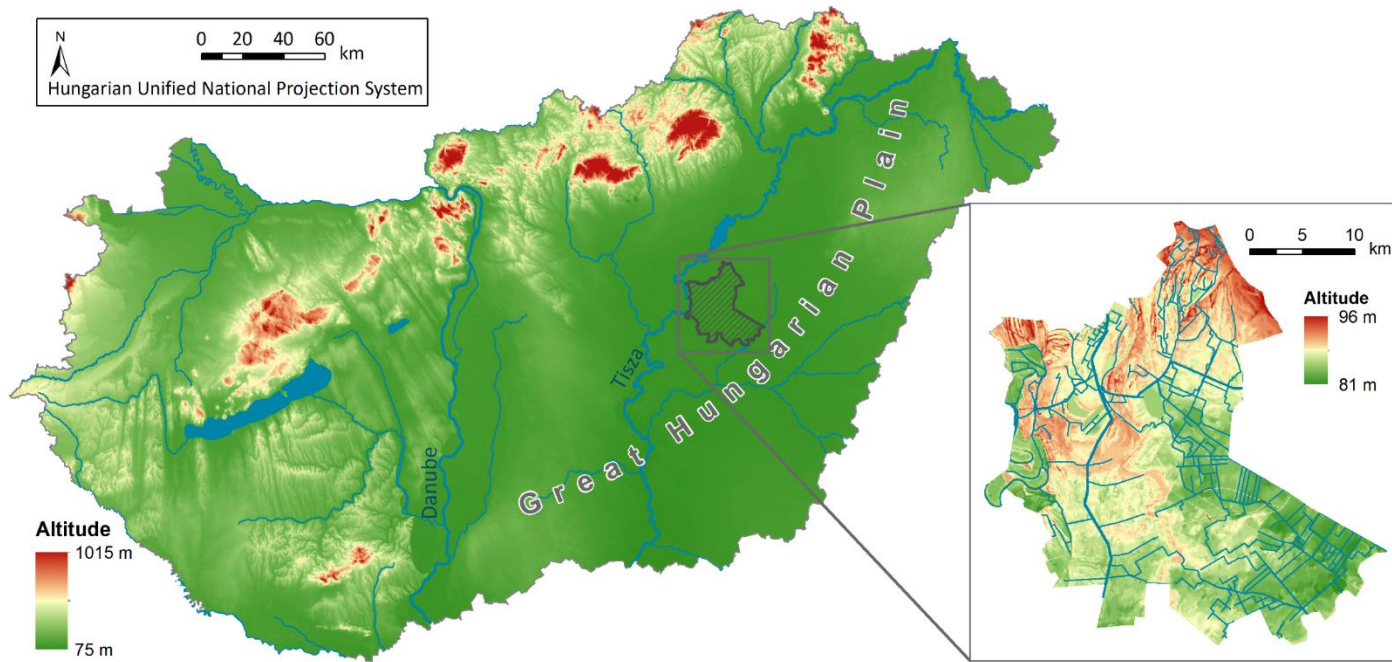 N
0 20 40 60 km
Hungarian Unified National Projection System
Great Hungarian Plain
Tisza
Danube
Altitude
1015 m
75 m
0 5 10
km
Altitude
96 m
81 m